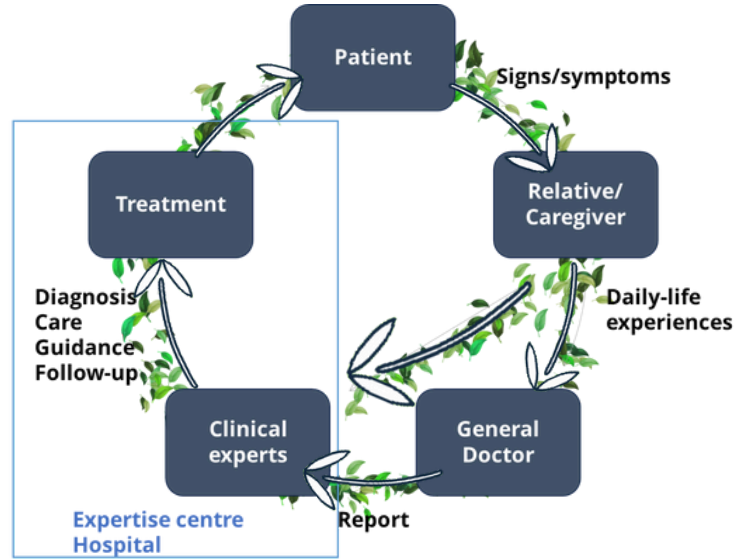 Patient
Signs/symptoms
Treatment
Relative/
Caregiver
Diagnosis
Care
Guidance
Follow-up
Daily-life
experiences
Clinical
experts
General
Doctor
Report
Expertise centre
Hospital